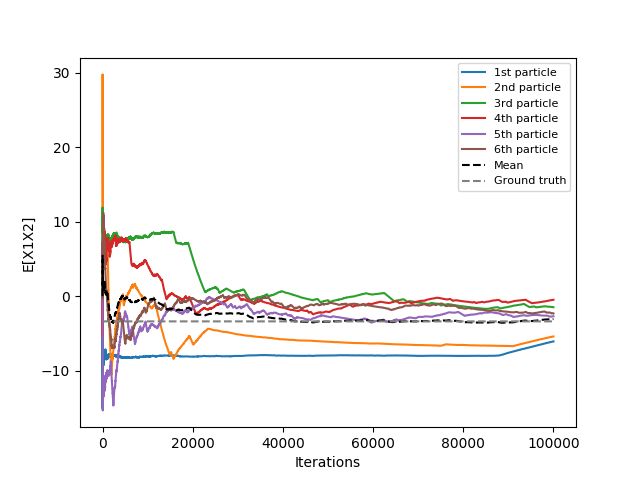 30
20
10
0
−10
E[X1X2]
0
20000
40000
60000
80000
100000
Iterations
1st particle
2nd particle
3rd particle
4th particle
5th particle
6th particle
Mean
Ground truth